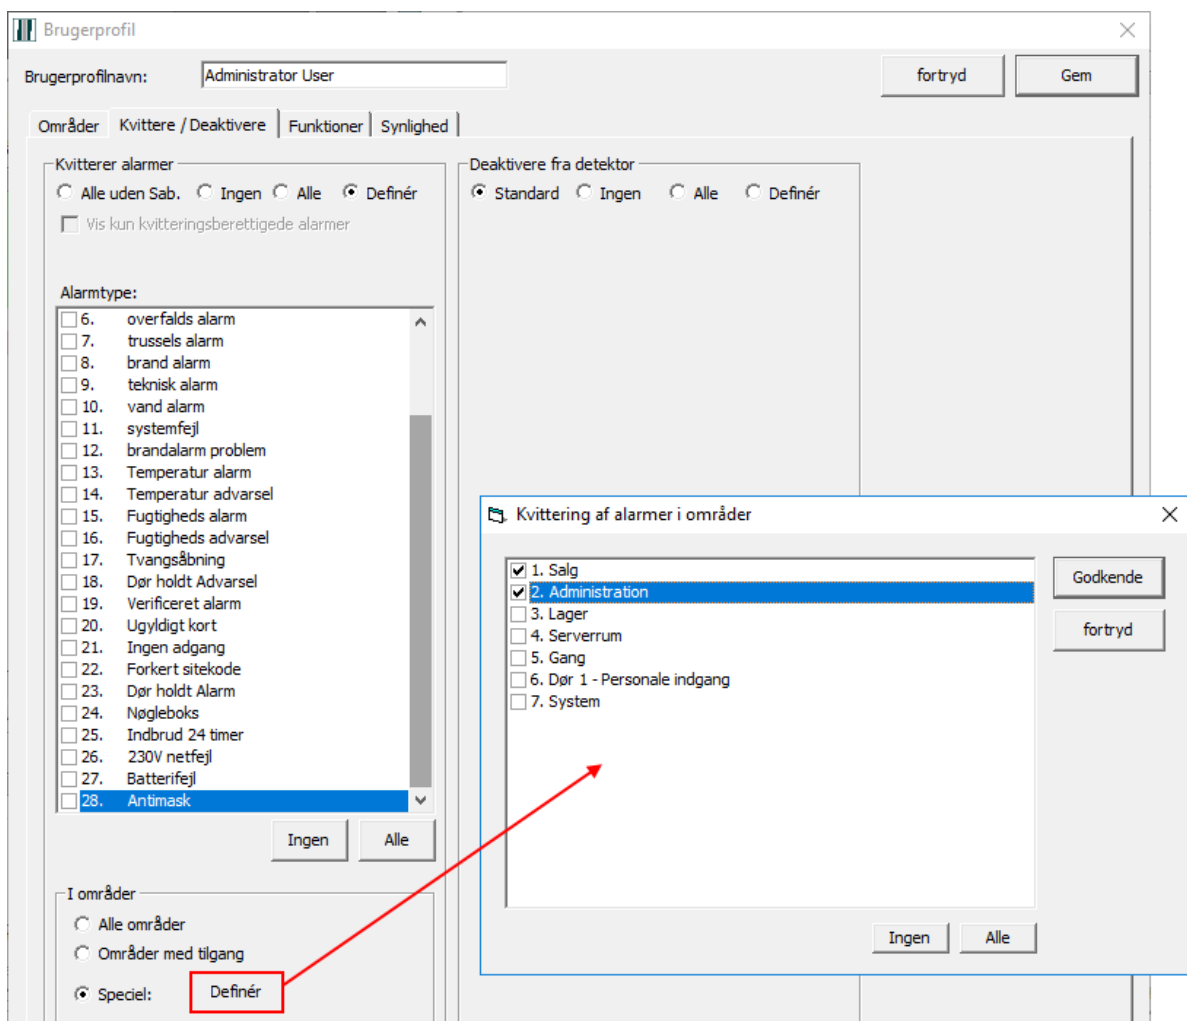 Brugerprofil
Brugerprofilnavn:
Administrator User
fortryd
Gem
Områder
Kvittere / Deaktivere
Funktioner
Synlighed
Kvitterer alarmer
Alle uden Sab.
Ingen
Alle
Definér
Vis kun kvitteringsberettigede alarmer
Alarmtype:
6. overfalds alarm
7. trussels alarm
8. brand alarm
9. teknisk alarm
10. vand alarm
11. systemfejl
12. brandalarm problem
13. Temperatur alarm
14. Temperatur advarsel
15. Fugtigheds alarm
16. Fugtigheds advarsel
17. Tvangsåbning
18. Dør holdt Advarsel
19. Verificeret alarm
20. Ugyldigt kort
21. Ingen adgang
22. Forkert sitekode
23. Dør holdt Alarm
24. Nøgleboks
25. Indbrud 24 timer
26. 230V netfejl
27. Batterifejl
28. Antimask
Ingen
Alle
I områder
Alle områder
Områder med tilgang
Speciel:
Definér
Deaktivere fra detektor
Standard
Ingen
Alle
Definér
Kvittering af alarmer i områder
1. Salg
2. Administration
3. Lager
4. Serverrum
5. Gang
6. Dør 1 - Personale indgang
7. System
Godkende
fortryd
Ingen
Alle